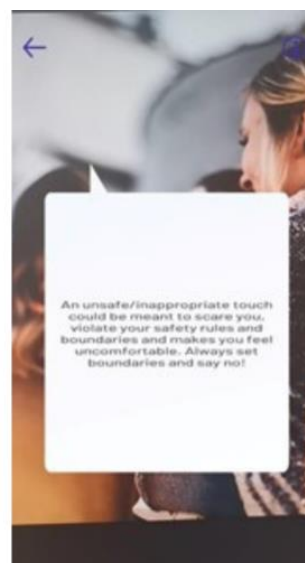 An unsafe/inappropriate touch
could be meant to scare you,
violate your safety rules and
boundaries and makes you feel
uncomfortable. Always set
boundaries and say no!